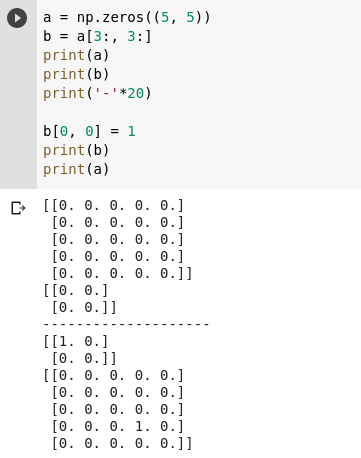 a = np.zeros((5, 5))
b = a[3:, 3:]
print(a)
print(b)
print('-'*20)

b[0, 0] = 1
print(b)
print(a)
[[0. 0. 0. 0. 0.]
 [0. 0. 0. 0. 0.]
 [0. 0. 0. 0. 0.]
 [0. 0. 0. 0. 0.]
 [0. 0. 0. 0. 0.]]
[[0. 0.]
 [0. 0.]]
--------------------
[[1. 0.]
 [0. 0.]]
[[0. 0. 0. 0. 0.]
 [0. 0. 0. 0. 0.]
 [0. 0. 0. 0. 0.]
 [0. 0. 0. 1. 0.]
 [0. 0. 0. 0. 0.]]